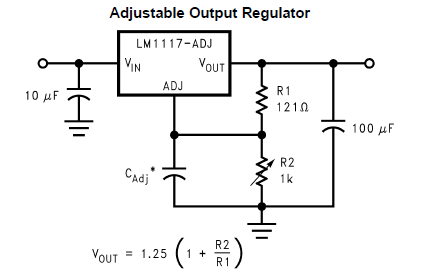 Adjustable Output Regulator
LM1117-ADJ
VIN
VOUT
ADJ
10 µF
R1
121Ω
100 µF
CAdj*
R2
1k
VOUT = 1.25 (1 + R2/R1)